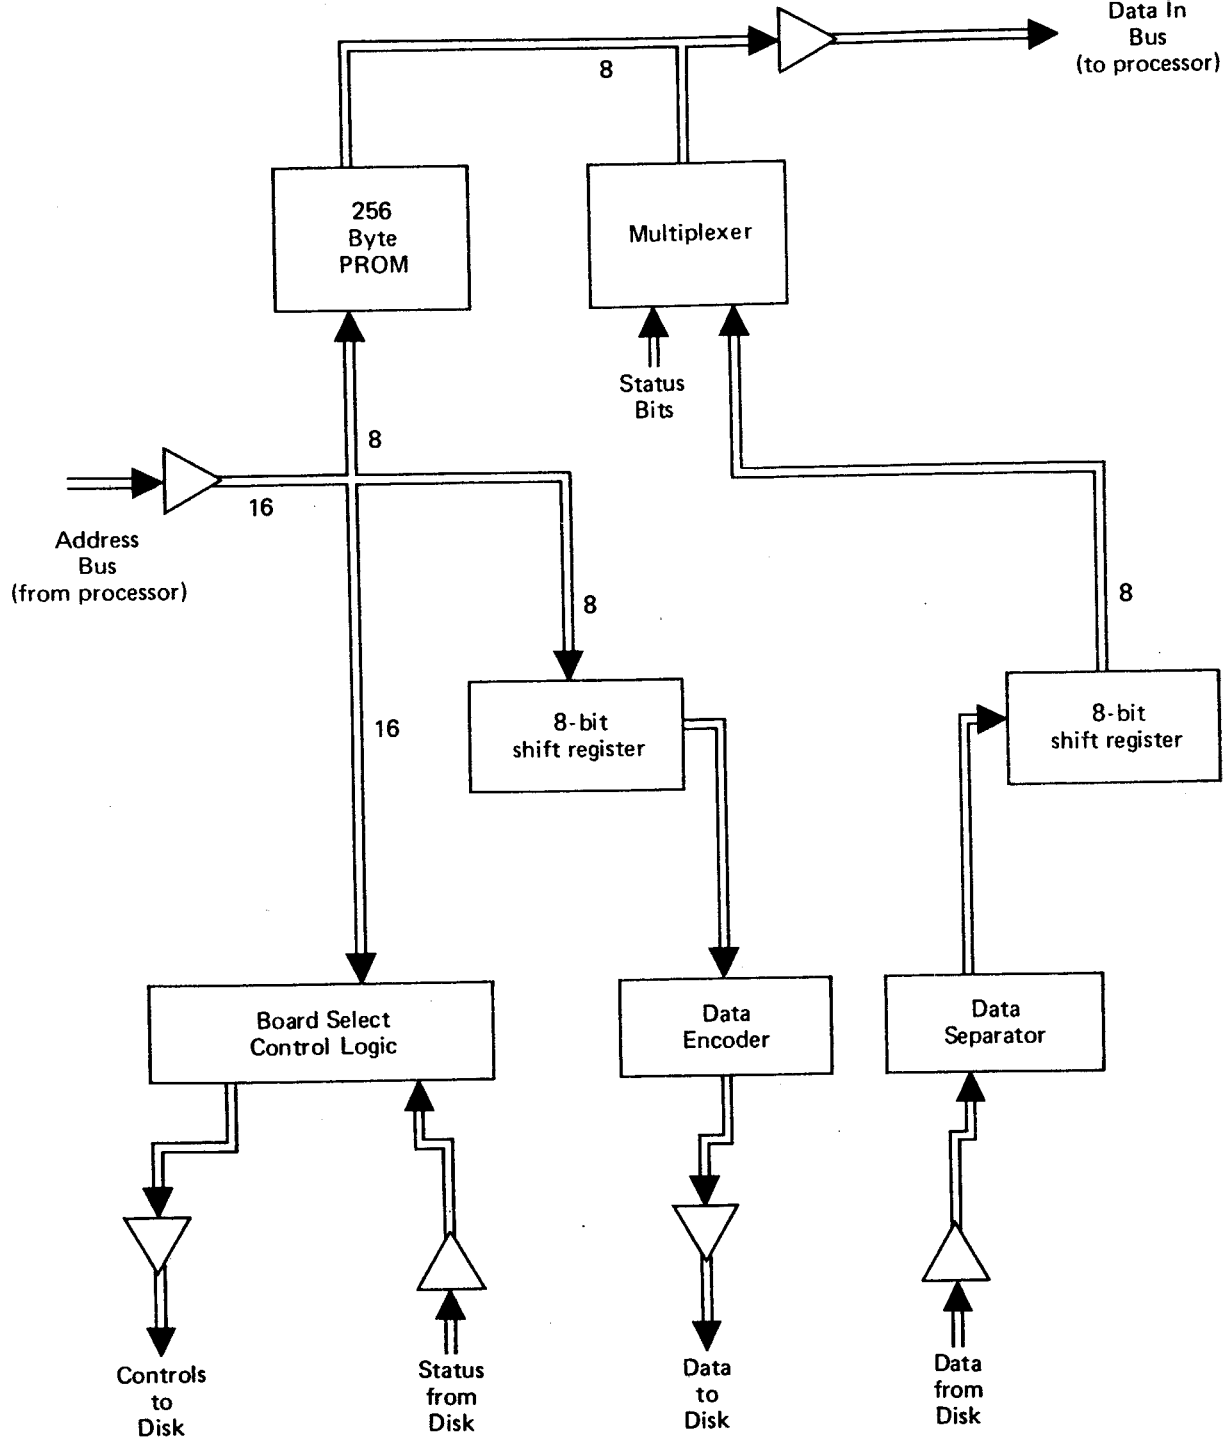 Data In
Bus
(to processor)
8
256
Byte
PROM
Multiplexer
Status
Bits
8
16
Address
Bus
(from processor)
8
8
16
8-bit
shift register
8-bit
shift register
Board Select
Control Logic
Data
Encoder
Data
Separator
Controls
to
Disk
Status
from
Disk
Data
to
Disk
Data
from
Disk